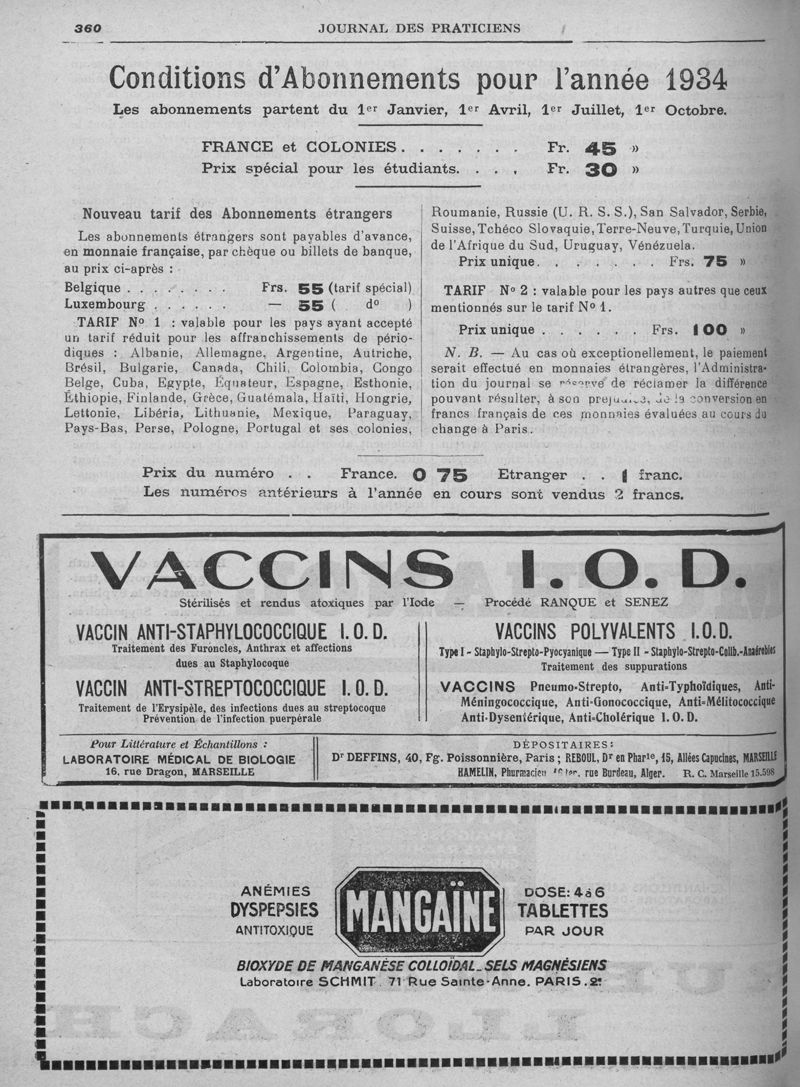 360
JOURNAL DES PRATICIENS
Conditions d'Abonnements pour l'année 1934
Les abonnements partent du 1er Janvier, 1er Avril, 1er Juillet, 1er Octobre.
FRANCE et COLONIES. . . . . . . Fr. 45 »
Prix spécial pour les étudiants. . . . Fr. 30 »
Nouveau tarif des Abonnements étrangers
Les abonnements étrangers sont payables d'avance,
en monnaie française, par chèque ou billets de banque,
au prix ci-après :
Belgique . . . . . . . . Frs. 55 (tarif spécial)
Luxembourg . . . . . . — 55 ( do )
TARIF No 1 : valable pour les pays ayant accepté
un tarif réduit pour les affranchissements de pério-
diques : Albanie, Allemagne, Argentine, Autriche,
Brésil, Bulgarie, Canada, Chili, Colombia, Congo
Belge, Cuba, Egypte, Équateur, Espagne, Esthonie,
Éthiopie, Finlande, Grèce, Guatémala, Haïti, Hongrie,
Lettonie, Libéria, Lithuanie, Mexique, Paraguay,
Pays-Bas, Perse, Pologne, Portugal et ses colonies,
Roumanie, Russie (U. R. S. S.), San Salvador, Serbie,
Suisse, Tchéco Slovaquie, Terre-Neuve, Turquie, Union
de l'Afrique du Sud, Uruguay, Vénézuela.
Prix unique. . . . . . . . Frs. 75 »
TARIF No 2 : valable pour les pays autres que ceux
mentionnés sur le tarif No 1.
Prix unique . . . . . . Frs. 100 »
N. B. — Au cas où exceptionellement, le paiement
serait effectué en monnaies étrangères, l'Administra-
tion du journal se réserve de réclamer la différence
pouvant résulter, à son de la conversion en
francs français de ces monnaies évaluées au cours du
change à Paris.
Prix du numéro . . France. 0 75 Etranger . . 1 franc.
Les numéros antérieurs à l'année en cours sont vendus 2 francs.
VACCINS I.O.D.
Stérilisés et rendus atoxiques par l'Iode — Procédé RANQUE et SENEZ
VACCIN ANTI-STAPHYLOCOCCIQUE I.O.D.
Traitement des Furoncles, Anthrax et affections
dues au Staphylocoque
VACCIN ANTI-STREPTOCOCCIQUE I.O.D.
Traitement de l'Erysipèle, des infections dues au streptocoque
Prévention de l'infection puerpérale
VACCINS POLYVALENTS I.O.D.
Type I - Staphylo-Strepto-Pyocyanique — Type II - Staphylo-Strepto-Colib.-Anaérobies
Traitement des suppurations
VACCINS Pneumo-Strepto, Anti-Typhoïdiques, Anti-
Méningococcique, Anti-Gonococcique, Anti-Mélitococcique
Anti-Dysentérique, Anti-Cholérique I.O.D.
Pour Littérature et Échantillons :
LABORATOIRE MÉDICAL DE BIOLOGIE
16, rue Dragon, MARSEILLE
DÉPOSITAIRES:
Dr DEFFINS, 40, Fg. Poissonnière, Paris ; REBOUL, Dr en Phar1e, 15, Allées Capucines, MARSEILLE
HAMELIN, Pharmacien rue Burdeau, Alger. R. C. Marseille 15.598
ANÉMIES
DYSPEPSIES
ANTITOXIQUE
MANGAÏNE
DOSE: 4 à 6
TABLETTES
PAR JOUR
BIOXYDE DE MANGANÈSE COLLOÏDAL_SELS MAGNÉSIENS
Laboratoire SCHMIT. 71 Rue Sainte-Anne. PARIS.2e